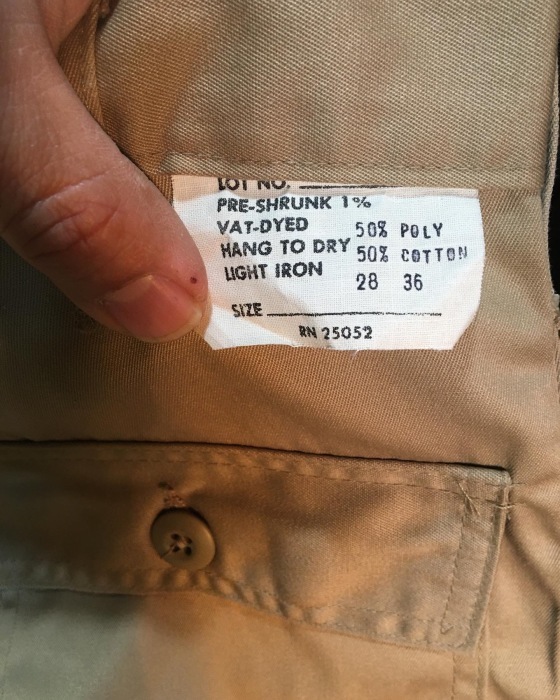 LOT NO.
PRE-SHRUNK 1%
VAT-DYED 50% POLY
HANG TO DRY 50% COTTON
LIGHT IRON 28 36
SIZE
RN 25052